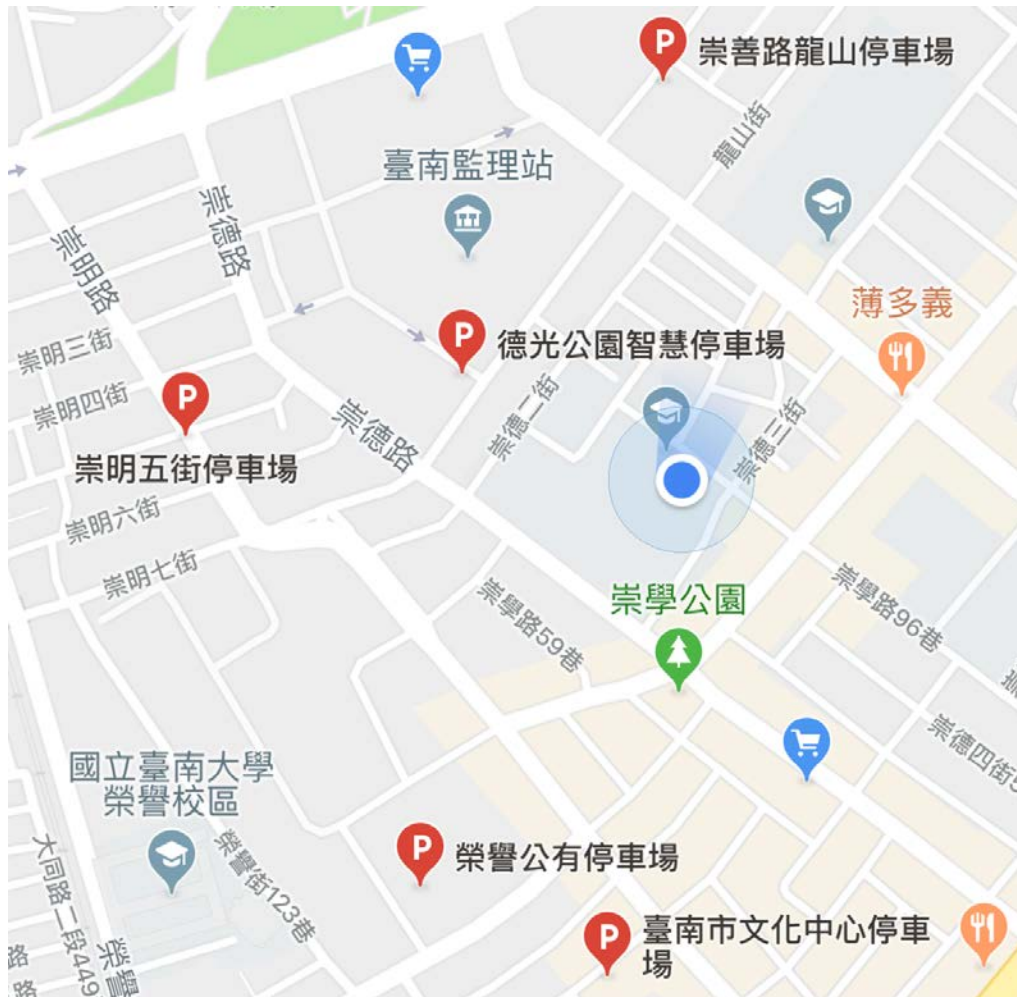 崇善路龍山停車場
龍山街
臺南監理站
崇德路
崇明路
薄多義
崇明三街
德光公園智慧停車場
崇明四街
崇德二街
崇德路
崇德三街
崇明五街停車場
崇明六街
崇明七街
崇學路59巷
崇學公園
崇學路96巷
崇德四街5
國立臺南大學
榮譽校區
大同路二段449
榮譽街123巷
榮譽公有停車場
臺南市文化中心停車
場
榮譽
路
路
P
P
P
P
P